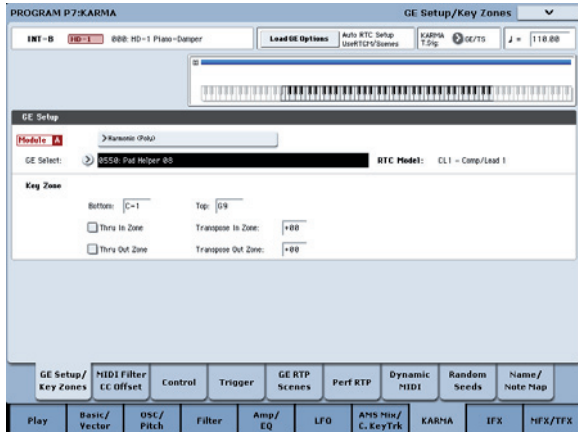 PROGRAM P7:KARMA GE Setup/Key Zones
INT-B HD-1 000: HD-1 Piano-Damper Load GE Options Auto RTC Setup KARMA GE/TS ♩ = 110.00
UseRTCM/Scenes T.Sig:
GE Setup
Module A >Harmonic (Poly)
GE Select: 0550: Pad Helper 08 RTC Model: CL1 - Comp/Lead 1
Key Zone
Bottom: C-1 Top: G9
Thru In Zone Transpose In Zone: +00
Thru Out Zone Transpose Out Zone: +00
GE Setup/ MIDI Filter Control Trigger GE RTP Perf RTP Dynamic Random Name/
Key Zones CC Offset Scenes MIDI Seeds Note Map
Play Basic/ OSC/ Filter Amp/ LFO AMS Mix/ KARMA IFX MFX/TFX
Vector Pitch EQ C.KeyTrk